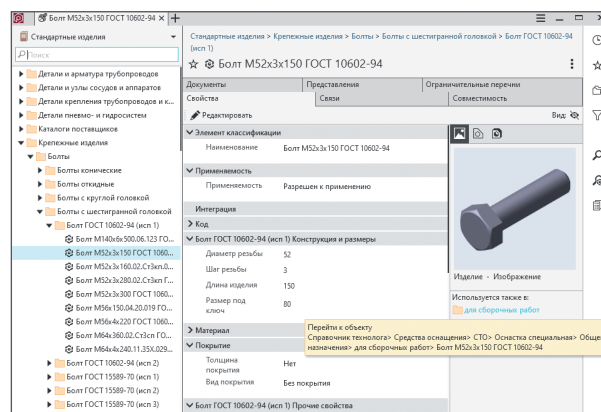 Болт М52х3х150 ГОСТ 10602-94
Стандартные изделия
Поиск
Детали и арматура трубопроводов
Детали и узлы сосудов и аппаратов
Детали крепления трубопроводов и к...
Детали пневмо- и гидросистем
Каталоги поставщиков
Крепежные изделия
Болты
Болты конические
Болты откидные
Болты с круглой головкой
Болты с шестигранной головкой
Болт ГОСТ 10602-94 (исп 1)
Болт М140х6х500.06.123 ГО...
Болт М52х3х150 ГОСТ 1060...
Болт М52х3х160.02.Ст3кп.0...
Болт М52х3х280.02.Ст3кп Г...
Болт М52х3х300 ГОСТ 1060...
Болт М56х150.04.20.019 ГО...
Болт М56х4х220 ГОСТ 1060...
Болт М64х360.02.Ст3сп ГО...
Болт М64х4х240.11.35Х.029...
Болт ГОСТ 10602-94 (исп 2)
Болт ГОСТ 15589-70 (исп 1)
Болт ГОСТ 15589-70 (исп 2)
Болт ГОСТ 15589-70 (исп 3)
Стандартные изделия > Крепежные изделия > Болты > Болты с шестигранной головкой > Болт ГОСТ 10602-94
(исп 1)
Болт М52х3х150 ГОСТ 10602-94
Документы Представления Ограничительные перечни
Свойства Связи Совместимость
Редактировать Вид:
Элемент классификации
Наименование Болт М52х3х150 ГОСТ 10602-94
Применяемость
Применяемость Разрешен к применению
Интеграция
Код
Болт ГОСТ 10602-94 (исп 1) Конструкция и размеры
Диаметр резьбы 52
Шаг резьбы 3
Длина изделия 150
Размер под
ключ 80
Материал
Покрытие
Толщина
покрытия Нет
Вид покрытия Без покрытия
Болт ГОСТ 10602-94 (исп 1) Прочие свойства
Изделие - Изображение
Используется также в:
для сборочных работ
Перейти к объекту
Справочник технолога> Средства оснащения> СТО> Оснастка специальная> Обще
назначения> для сборочных работ> Болт М52х3х150 ГОСТ 10602-94